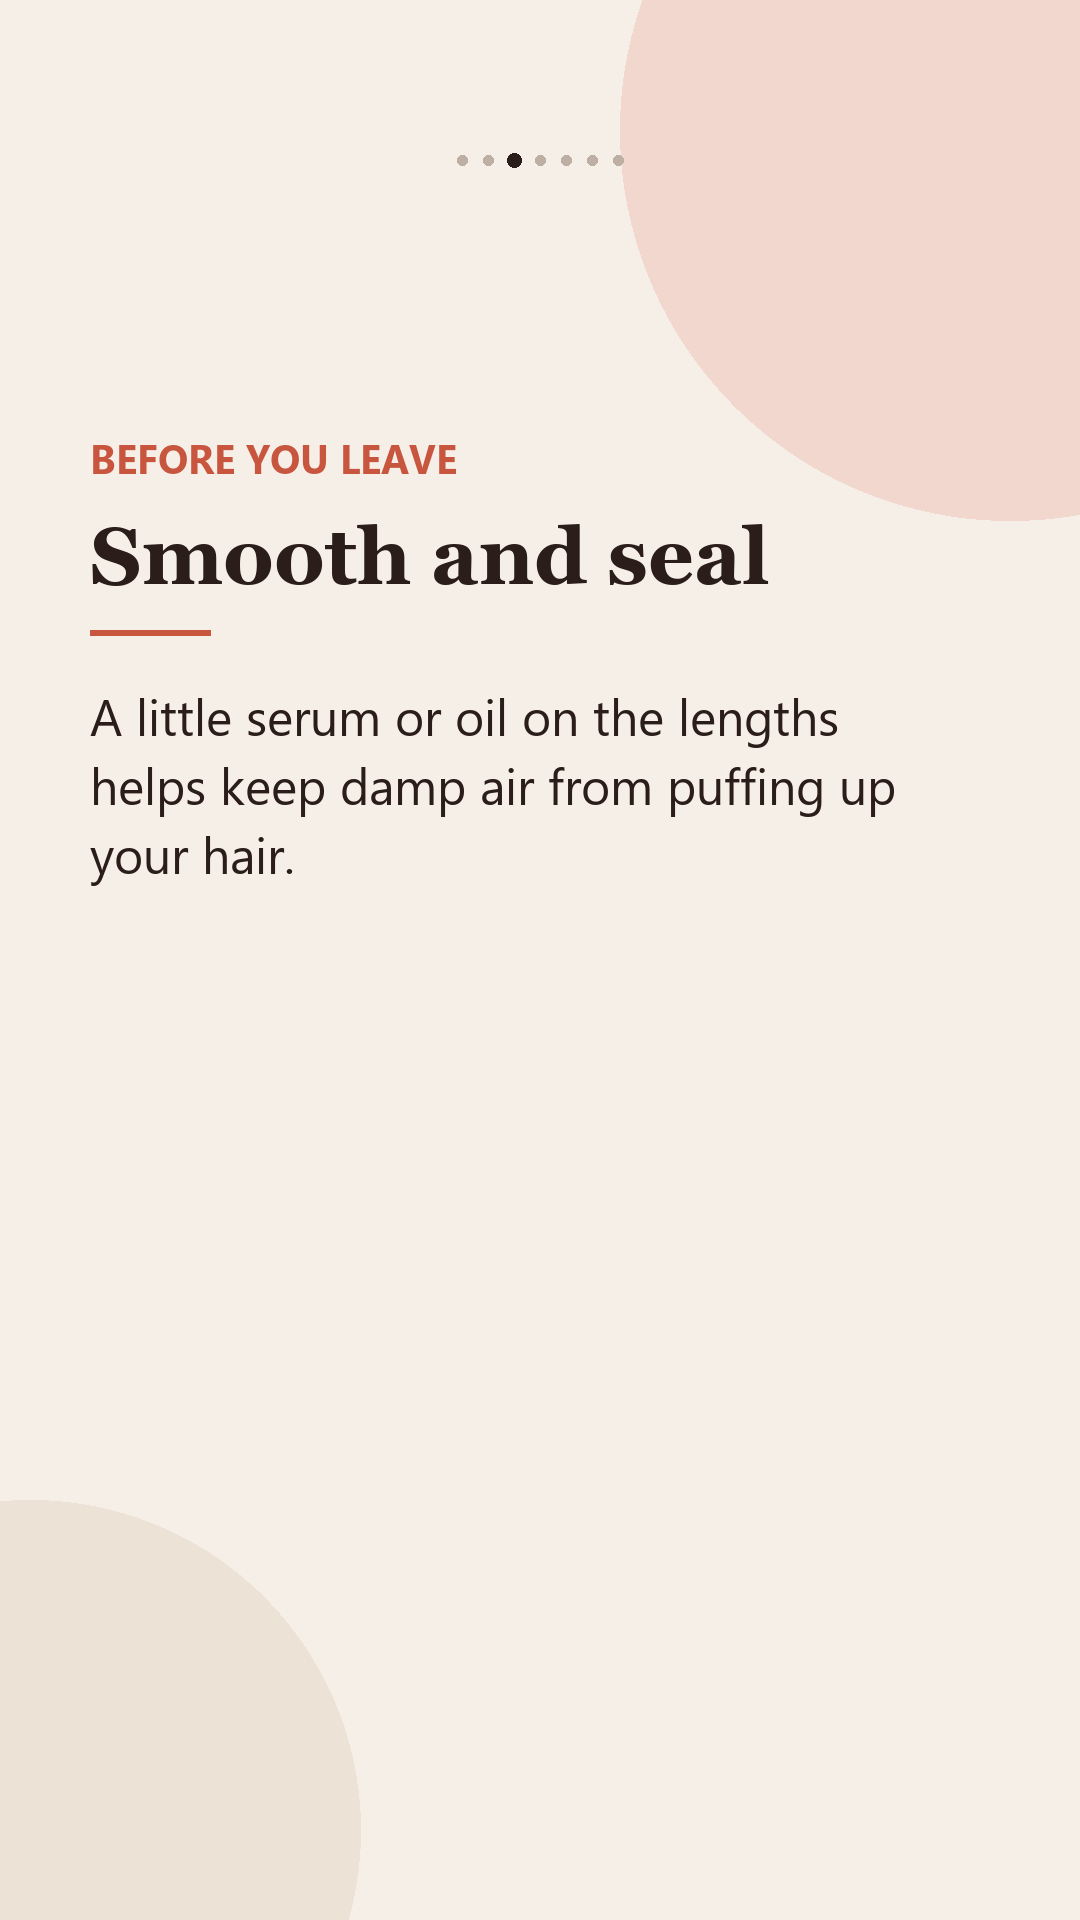 BEFORE YOU LEAVE
Smooth and seal
A little serum or oil on the lengths
helps keep damp air from puffing up
your hair.